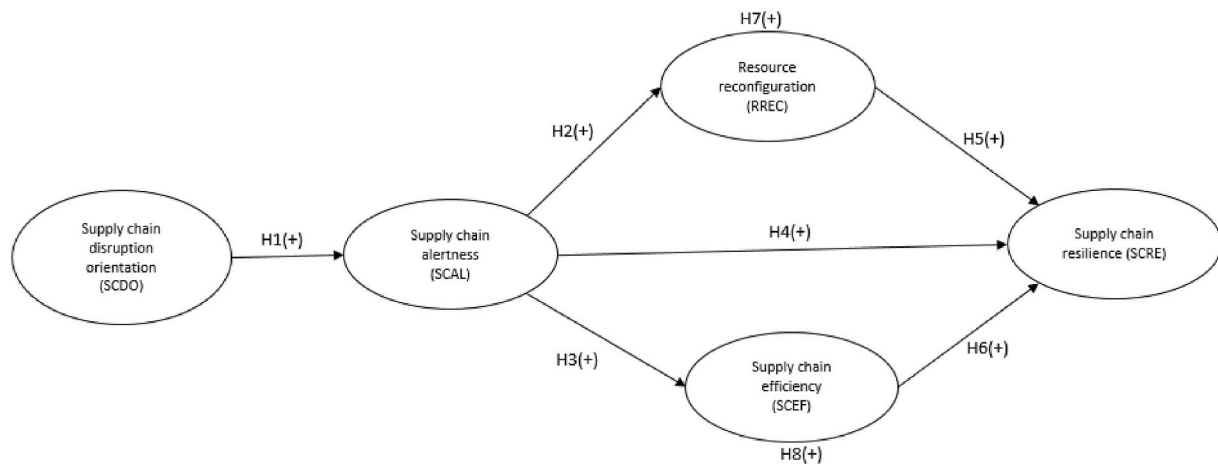 H7(+)
Resource
reconfiguration
(RREC)
H2(+)
H5(+)
Supply chain
disruption
orientation
(SCDO)
H1(+)
Supply chain
alertness
(SCAL)
H4(+)
Supply chain
resilience (SCRE)
H3(+)
H6(+)
Supply chain
efficiency
(SCEF)
H8(+)